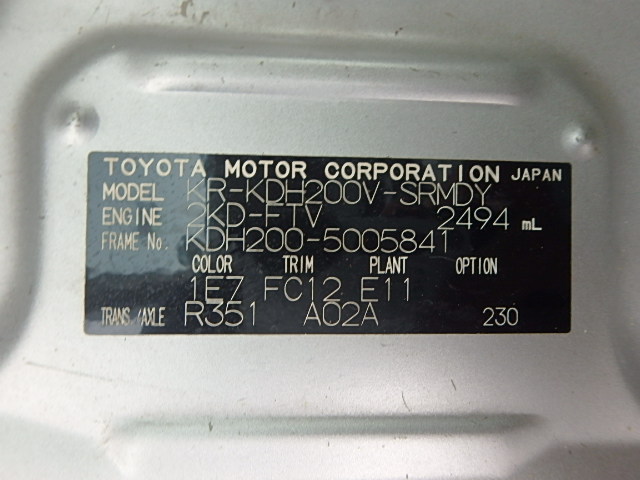 TOYOTA MOTOR CORPORATION JAPAN
MODEL KR-KDH200V-SRMDY
ENGINE 2KD-FTV 2494 mL
FRAME No. KDH200-5005841
COLOR TRIM PLANT OPTION
1E7 FC12 E11
TRANS/AXLE R351 A02A 230